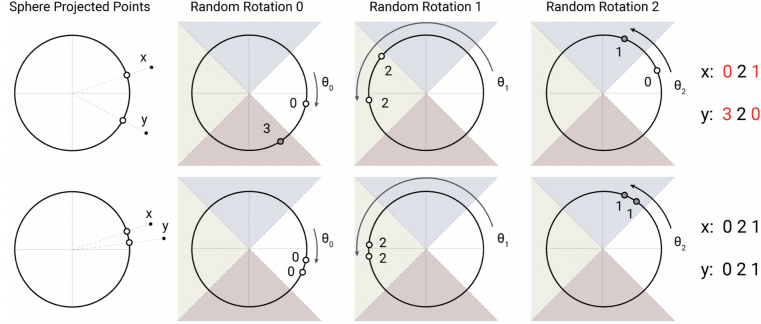 Sphere Projected Points
Random Rotation 0
Random Rotation 1
Random Rotation 2
x
y
0
3
θ0
2
2
θ1
1
0
θ2
x: 0 2 1
y: 3 2 0
x
y
0
0
θ0
2
2
θ1
1
1
θ2
x: 0 2 1
y: 0 2 1